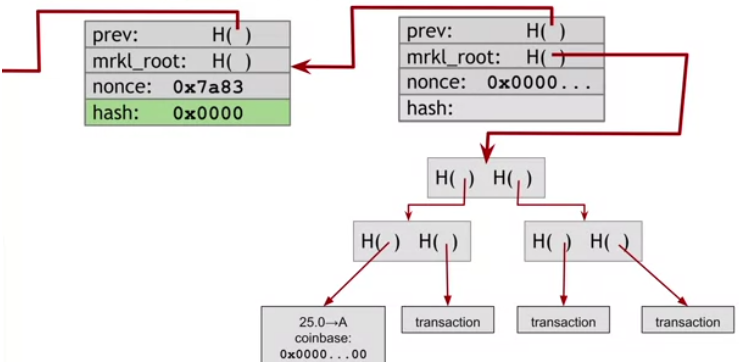 prev: H( )
mrkl_root: H( )
nonce: 0x7a83
hash: 0x0000
prev: H( )
mrkl_root: H( )
nonce: 0x0000...
hash:
H( ) H( )
H( ) H( )
H( ) H( )
25.0→A
coinbase:
0x0000...00
transaction
transaction
transaction